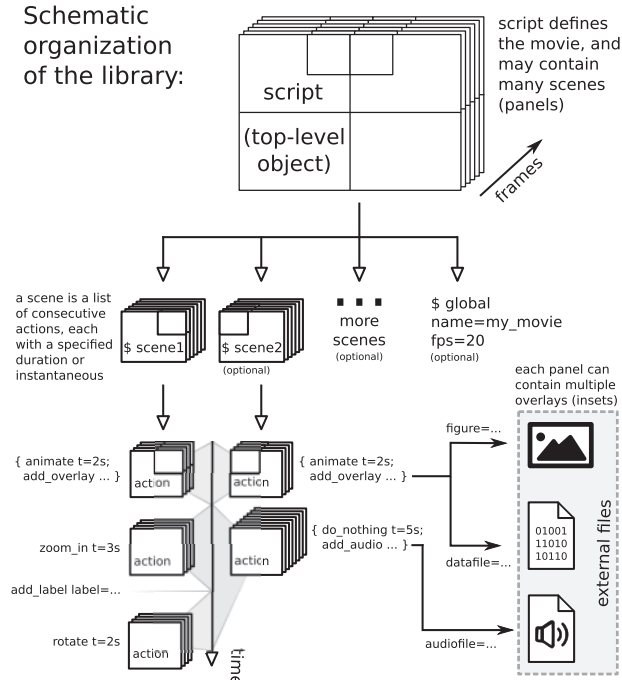 Schematic
organization
of the library:
script
(top-level
object)
script defines
the movie, and
may contain
many scenes
(panels)
frames
a scene is a list
of consecutive
actions, each
with a specified
duration or
instantaneous
$ scene1
$ scene2
(optional)
more
scenes
(optional)
$ global
name=my_movie
fps=20
(optional)
each panel can
contain multiple
overlays (insets)
{ animate t=2s;
add_overlay ... }
action
action
{ animate t=2s;
add_overlay ... }
figure=...
zoom_in t=3s
action
action
{ do_nothing t=5s;
add_audio ... }
datafile=...
01001
11010
10110
external files
add_label label=...
rotate t=2s
action
time
audiofile=...